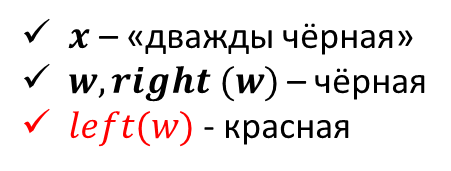 ✓ x – «дважды чёрная»
✓ w, right (w) – чёрная
✓ left(w) - красная